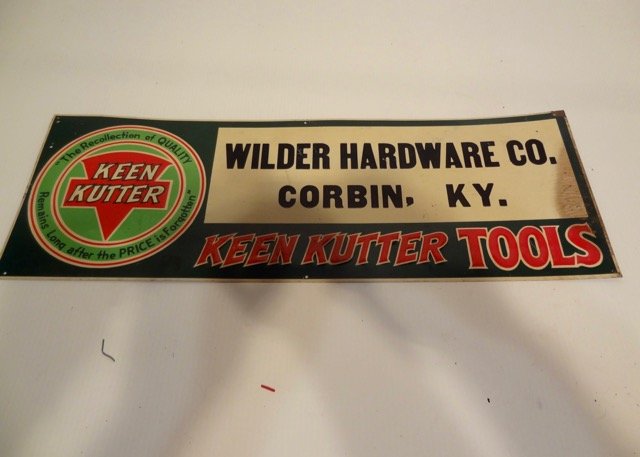 "The Recollection of QUALITY
Remains Long after the PRICE is Forgotten"
KEEN
KUTTER
WILDER HARDWARE CO.
CORBIN, KY.
KEEN KUTTER TOOLS